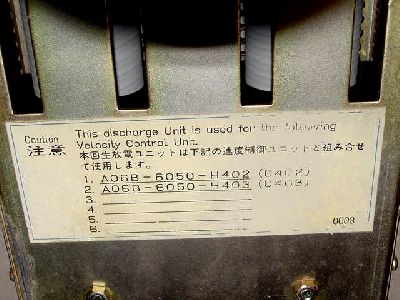 Caution
注意
This discharge Unit is used for the following
Velocity Control Unit.
本回生放電ユニットは下記の速度制御ユニットと組み合せ
て使用します。
1. A06B-6050-H402 (C402)
2. A06B-6050-H403 (C403)
3.
4.
5.
6.